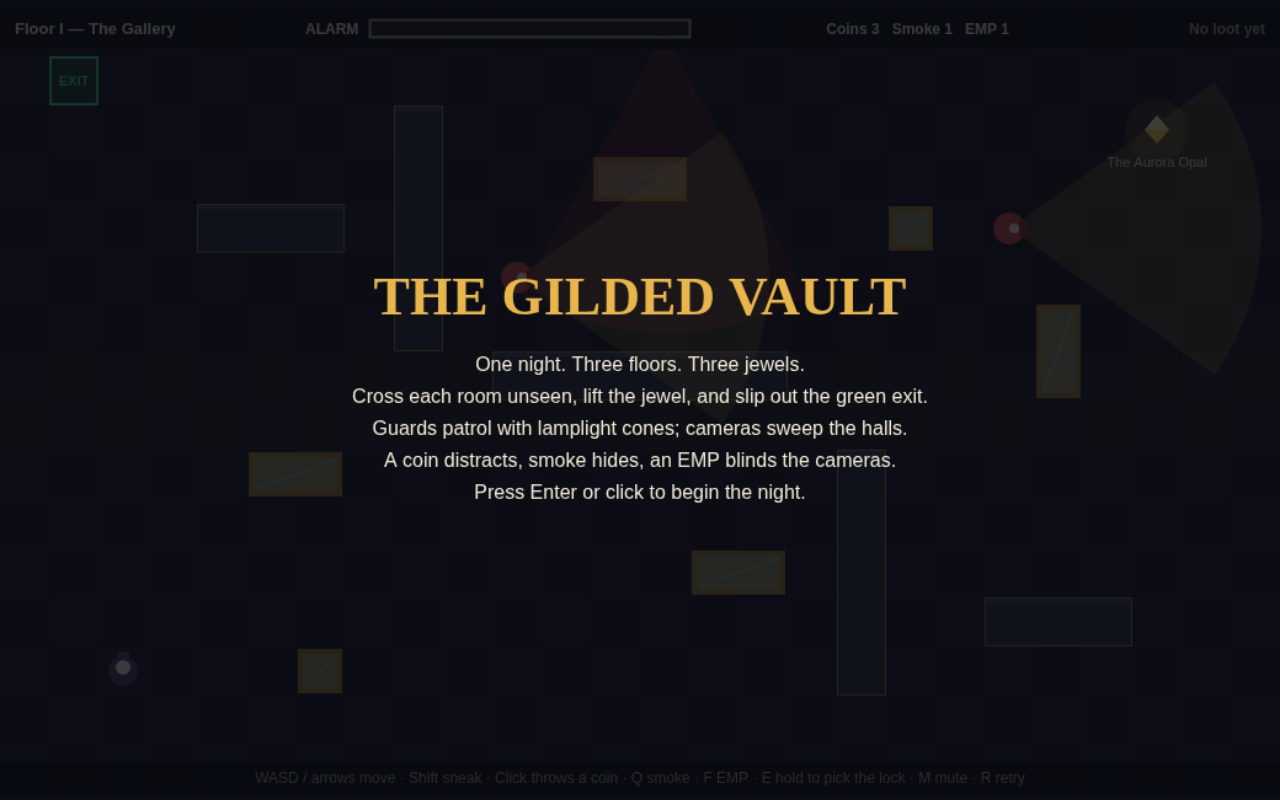 Floor I — The Gallery ALARM Coins 3 Smoke 1 EMP 1 No loot yet
EXIT
The Aurora Opal
THE GILDED VAULT
One night. Three floors. Three jewels.
Cross each room unseen, lift the jewel, and slip out the green exit.
Guards patrol with lamplight cones; cameras sweep the halls.
A coin distracts, smoke hides, an EMP blinds the cameras.
Press Enter or click to begin the night.
WASD / arrows move · Shift sneak · Click throws a coin · Q smoke · F EMP · E hold to pick the lock · M mute · R retry